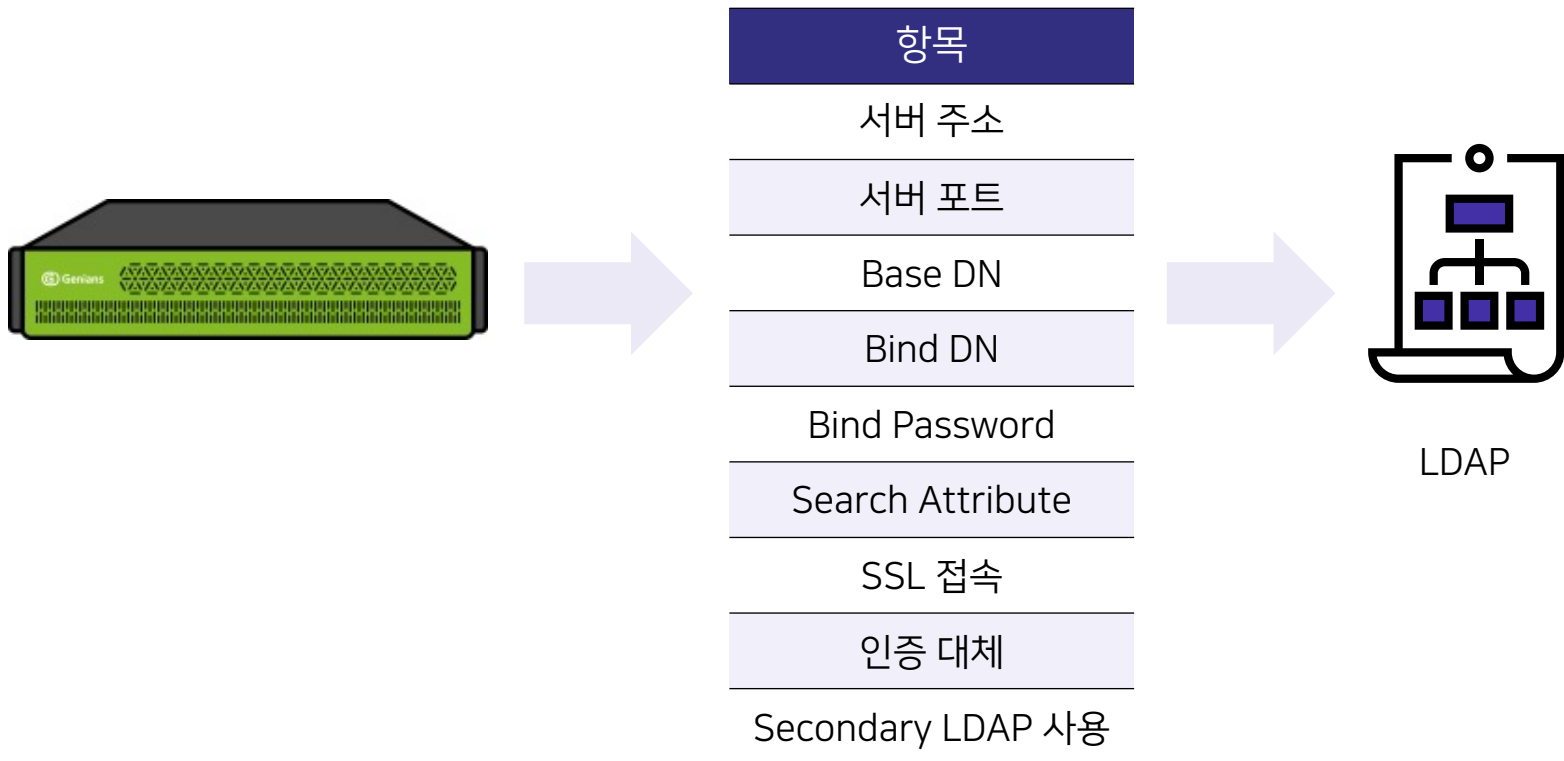 Genians
항목
서버 주소
서버 포트
Base DN
Bind DN
Bind Password
Search Attribute
SSL 접속
인증 대체
Secondary LDAP 사용
LDAP